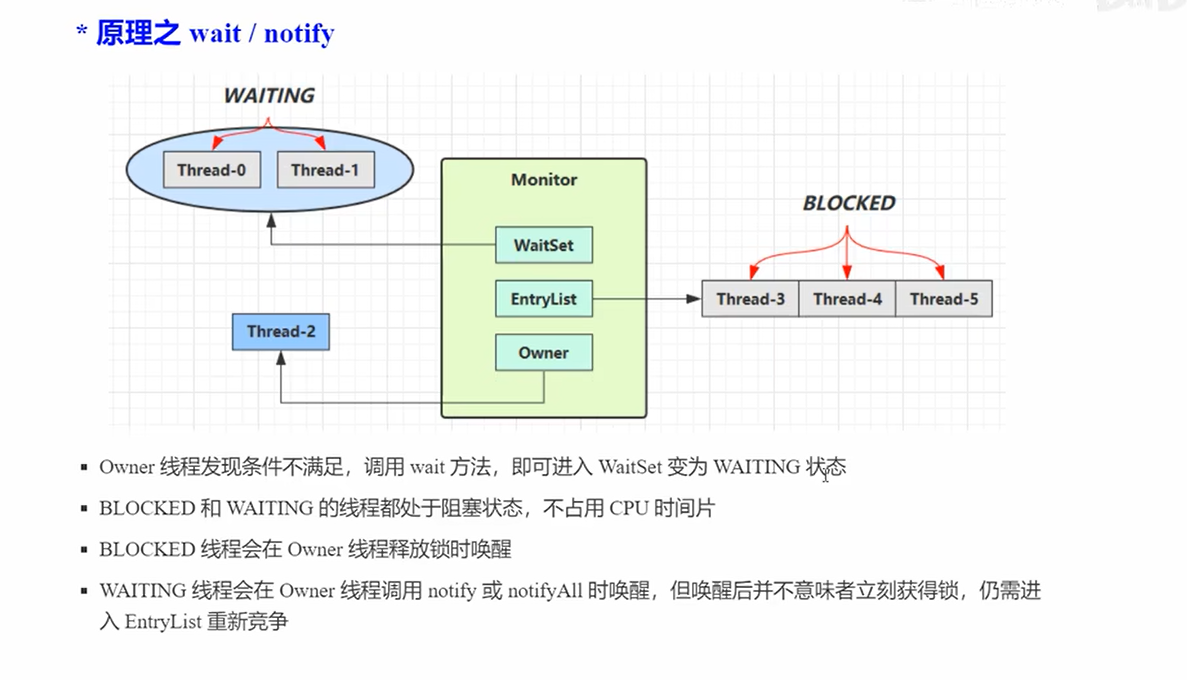 * 原理之 wait / notify
WAITING
Thread-0
Thread-1
Monitor
WaitSet
EntryList
Owner
BLOCKED
Thread-3
Thread-4
Thread-5
Thread-2
▪ Owner 线程发现条件不满足，调用 wait 方法，即可进入 WaitSet 变为 WAITING 状态
▪ BLOCKED 和 WAITING 的线程都处于阻塞状态，不占用 CPU 时间片
▪ BLOCKED 线程会在 Owner 线程释放锁时唤醒
▪ WAITING 线程会在 Owner 线程调用 notify 或 notifyAll 时唤醒，但唤醒后并不意味者立刻获得锁，仍需进
入 EntryList 重新竞争